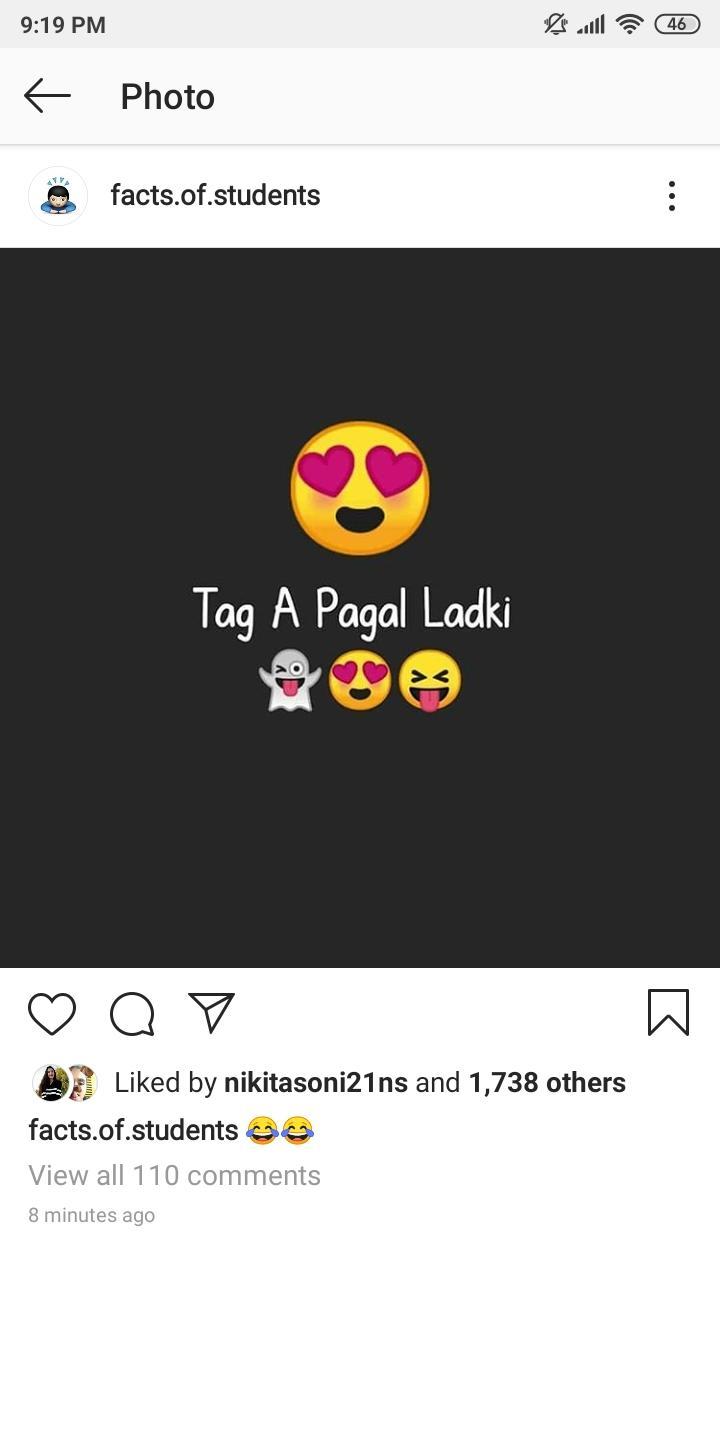 9:19 PM
46
Photo
facts.of.students
Tag A Pagal Ladki
Liked by nikitasoni21ns and 1,738 others
facts.of.students 😂😂
View all 110 comments
8 minutes ago